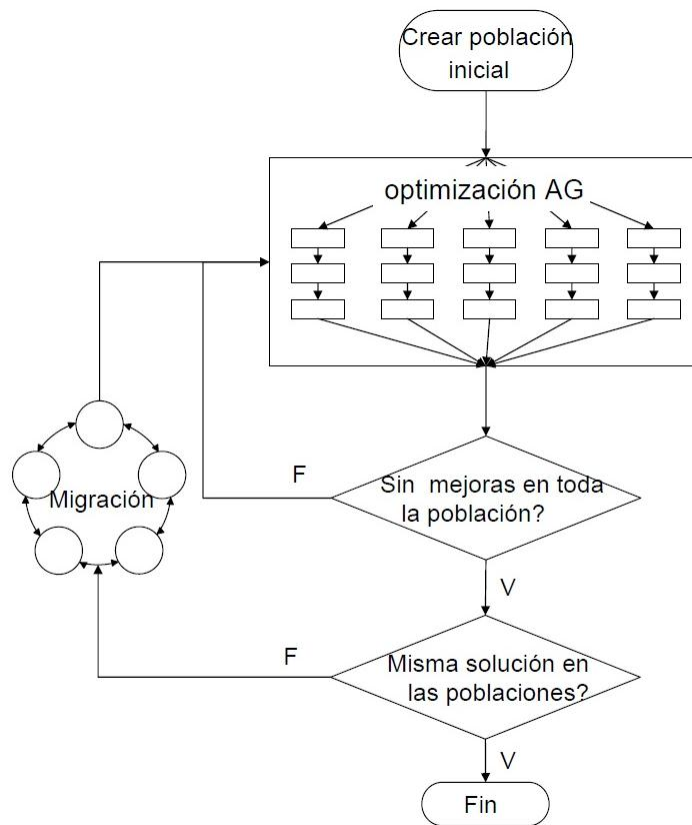 Crear población
inicial
optimización AG
F
Sin mejoras en toda
la población?
Migración
V
F
Misma solución en
las poblaciones?
V
Fin